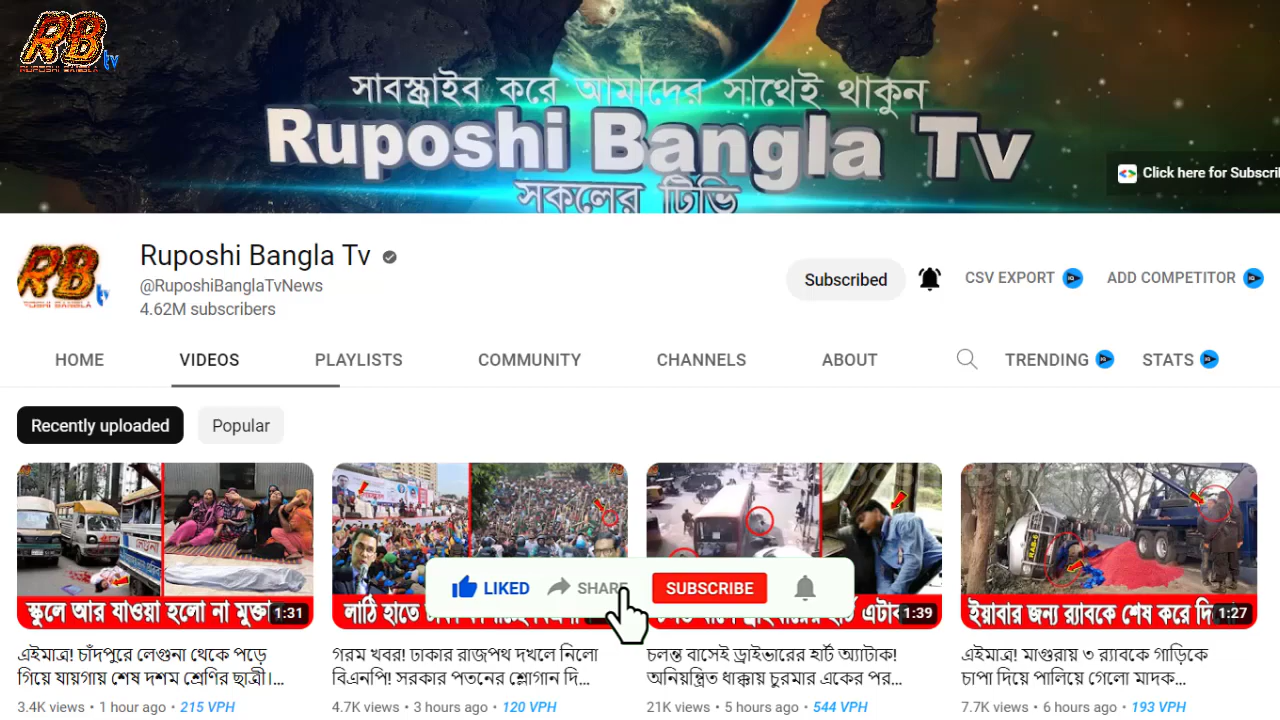 RB tv
RUPOSHI BANGLA
সাবস্ক্রাইব করে আমাদের সাথেই থাকুন
Ruposhi Bangla Tv
সকলের টিভি
Click here for Subscri
RB tv
Ruposhi Bangla Tv
@RuposhiBanglaTvNews
4.62M subscribers
Subscribed
CSV EXPORT
ADD COMPETITOR
HOME VIDEOS PLAYLISTS COMMUNITY CHANNELS ABOUT TRENDING STATS
Recently uploaded Popular
স্কুলে আর যাওয়া হলো না মুক্তা 1:31
লাঠি হাতে
1:39
ইয়াবার জন্য র‍্যাবকে শেষ করে দি 1:27
LIKED SHARE SUBSCRIBE
এইমাত্র! চাঁদপুরে লেগুনা থেকে পড়ে
গিয়ে যায়গায় শেষ দশম শ্রেণির ছাত্রী।...
3.4K views • 1 hour ago • 215 VPH
গরম খবর! ঢাকার রাজপথ দখলে নিলো
বিএনপি! সরকার পতনের শ্লোগান দি...
4.7K views • 3 hours ago • 120 VPH
চলন্ত বাসেই ড্রাইভারের হার্ট অ্যাটাক!
অনিয়ন্ত্রিত ধাক্কায় চুরমার একের পর...
21K views • 5 hours ago • 544 VPH
এইমাত্র! মাগুরায় ৩ র‍্যাবকে গাড়িকে
চাপা দিয়ে পালিয়ে গেলো মাদক...
7.7K views • 6 hours ago • 193 VPH